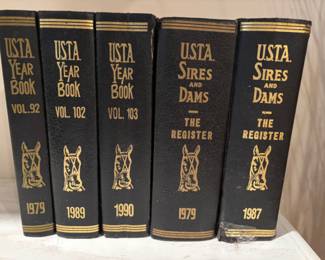 U.S.T.A.
YEAR
BOOK
VOL. 92
1979
U.S.T.A.
YEAR
BOOK
VOL. 102
1989
U.S.T.A.
YEAR
BOOK
VOL. 103
1990
U.S.T.A.
SIRES
AND
DAMS
THE REGISTER
1979
U.S.T.A.
SIRES
AND
DAMS
THE REGISTER
1987